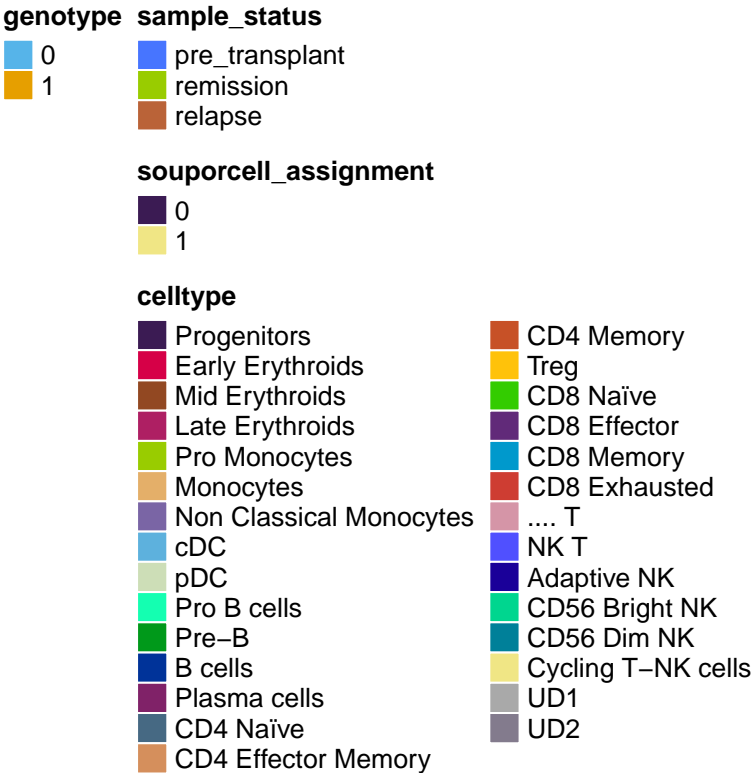 genotype
0
1
sample_status
pre_transplant
remission
relapse
souporcell_assignment
0
1
celltype
Progenitors
Early Erythroids
Mid Erythroids
Late Erythroids
Pro Monocytes
Monocytes
Non Classical Monocytes
cDC
pDC
Pro B cells
Pre−B
B cells
Plasma cells
CD4 Naïve
CD4 Effector Memory
CD4 Memory
Treg
CD8 Naïve
CD8 Effector
CD8 Memory
CD8 Exhausted
.... T
NK T
Adaptive NK
CD56 Bright NK
CD56 Dim NK
Cycling T−NK cells
UD1
UD2